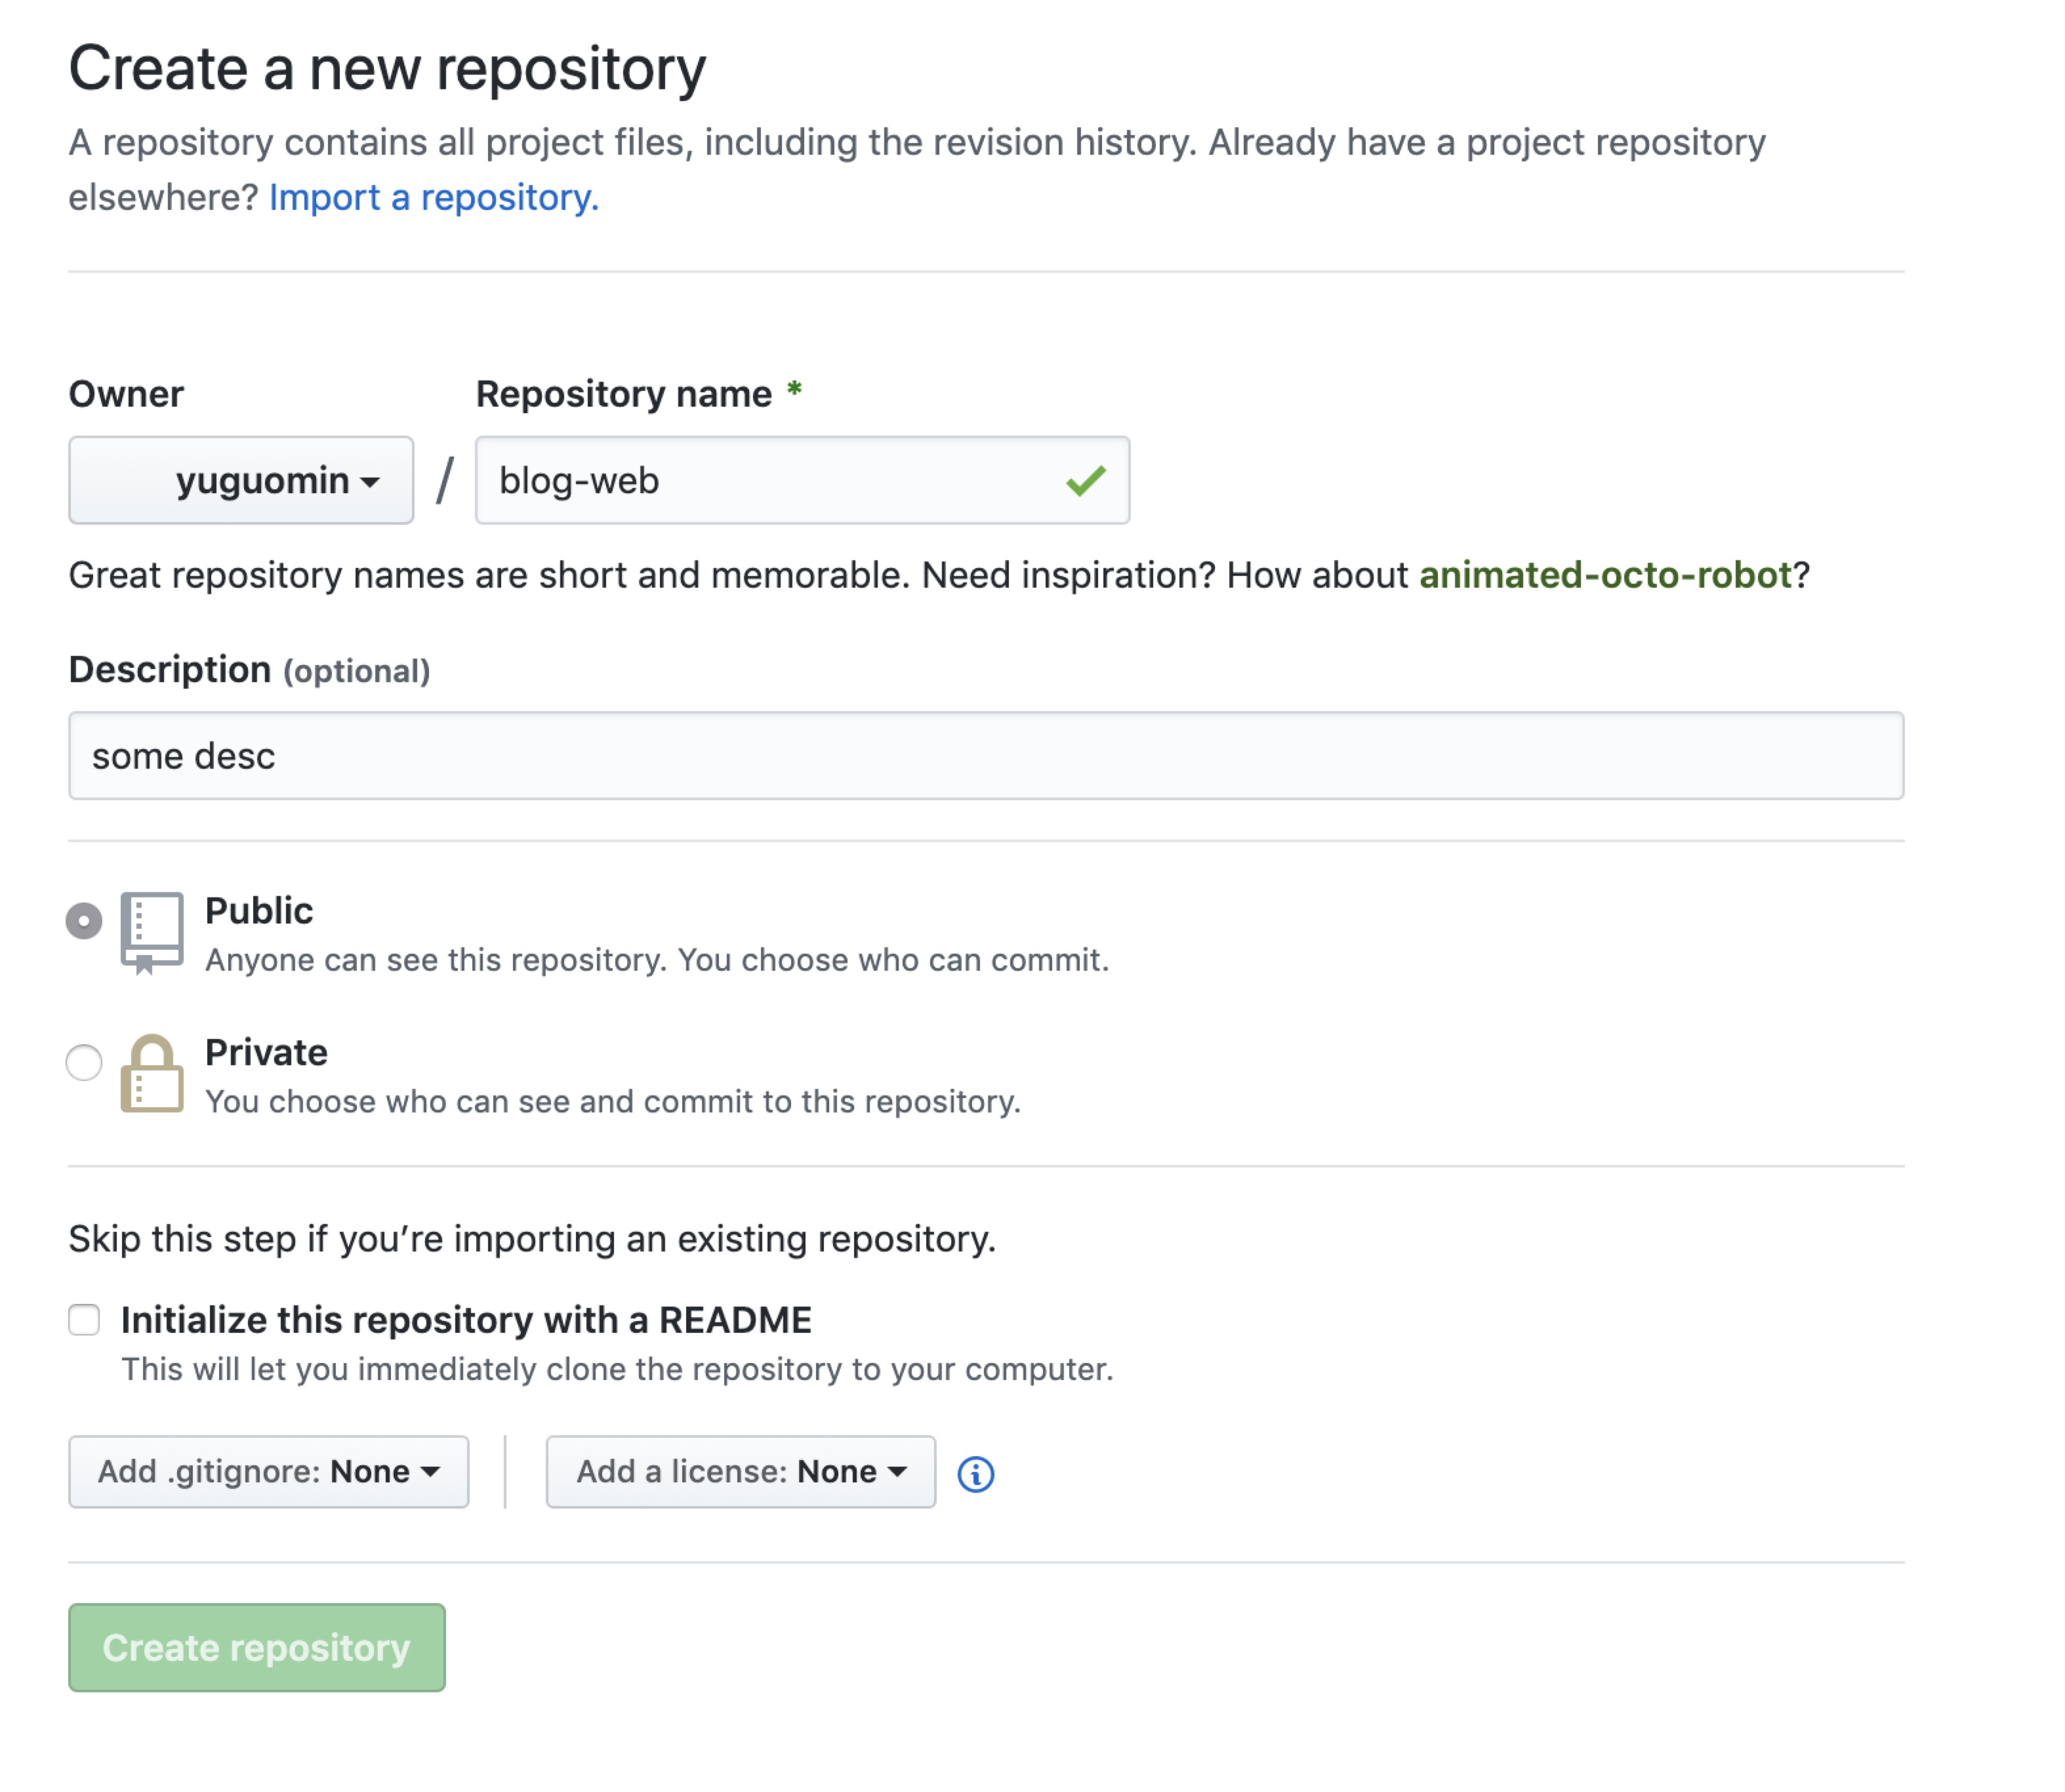 Create a new repository
A repository contains all project files, including the revision history. Already have a project repository
elsewhere? Import a repository.
Owner
Repository name *
yuguomin
/
blog-web
Great repository names are short and memorable. Need inspiration? How about animated-octo-robot?
Description (optional)
some desc
Public
Anyone can see this repository. You choose who can commit.
Private
You choose who can see and commit to this repository.
Skip this step if you’re importing an existing repository.
Initialize this repository with a README
This will let you immediately clone the repository to your computer.
Add .gitignore: None
Add a license: None
Create repository